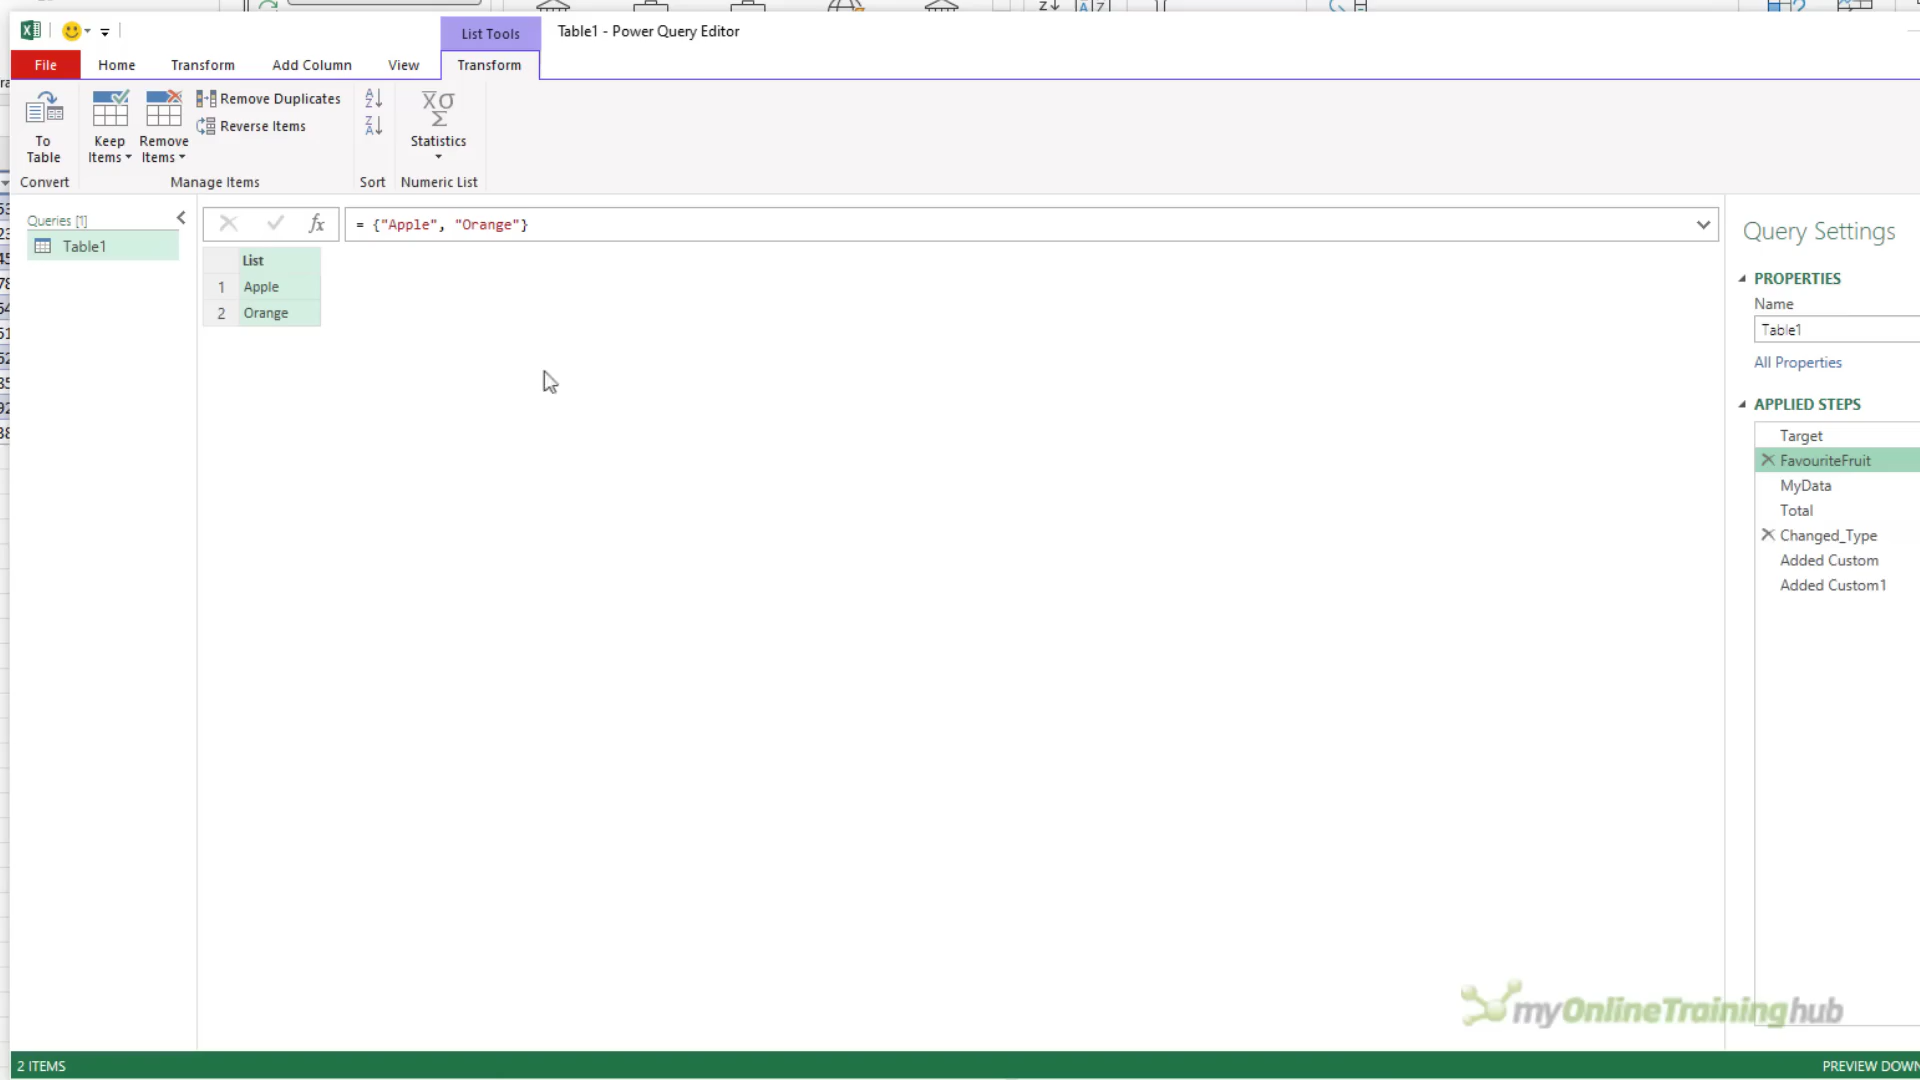 List Tools
Table1 - Power Query Editor
File
Home
Transform
Add Column
View
Transform
To Table
Keep Items
Remove Items
Remove Duplicates
Reverse Items
Statistics
Convert
Manage Items
Sort
Numeric List
Queries [1]
Table1
fx
= {"Apple", "Orange"}
List
1 Apple
2 Orange
Query Settings
PROPERTIES
Name
Table1
All Properties
APPLIED STEPS
Target
FavouriteFruit
MyData
Total
Changed_Type
Added Custom
Added Custom1
myOnlineTraininghub
2 ITEMS
PREVIEW DOWN